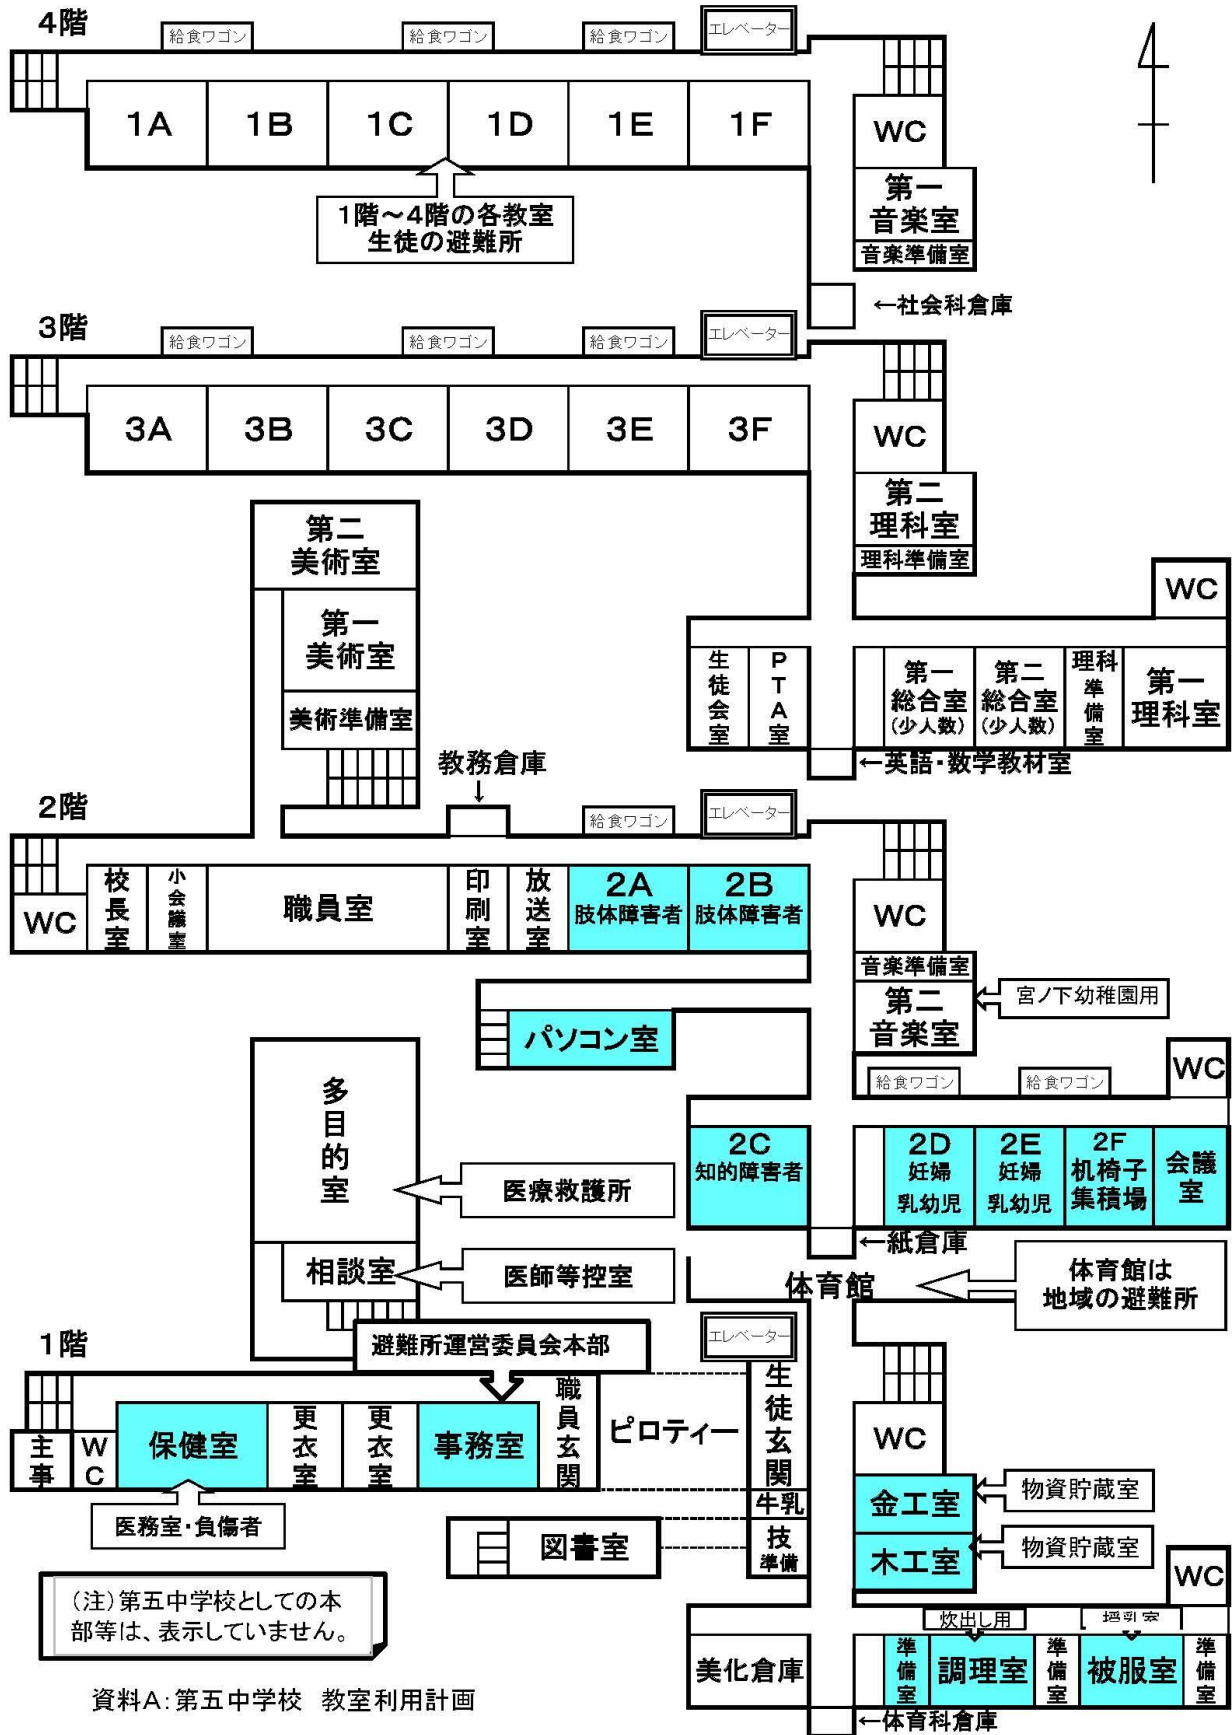 4階
給食ワゴン
給食ワゴン
給食ワゴン
エレベーター
1A
1B
1C
1D
1E
1F
WC
第一
音楽室
音楽準備室
1階～4階の各教室
生徒の避難所
←社会科倉庫
3階
給食ワゴン
給食ワゴン
給食ワゴン
エレベーター
3A
3B
3C
3D
3E
3F
WC
第二
理科室
理科準備室
第二
美術室
第一
美術室
美術準備室
WC
生徒会室
PTA室
第一
総合室
(少人数)
第二
総合室
(少人数)
理科
準備室
第一
理科室
←英語・数学教材室
教務倉庫
↓
2階
給食ワゴン
エレベーター
WC
校長室
小会議室
職員室
印刷室
放送室
2A
肢体障害者
2B
肢体障害者
WC
音楽準備室
第二
音楽室
宮ノ下幼稚園用
パソコン室
給食ワゴン
給食ワゴン
WC
2C
知的障害者
2D
妊婦
乳幼児
2E
妊婦
乳幼児
2F
机椅子
集積場
会議室
←紙倉庫
多目的室
医療救護所
相談室
医師等控室
体育館
体育館は
地域の避難所
1階
避難所運営委員会本部
エレベーター
主事
WC
保健室
更衣室
更衣室
事務室
職員玄関
ピロティー
生徒玄関
牛乳
技
準備
WC
金工室
物資貯蔵室
木工室
物資貯蔵室
医務室・負傷者
図書室
WC
炊出し用
授乳室
美化倉庫
準備室
調理室
準備室
被服室
準備室
←体育科倉庫
(注)第五中学校としての本
部等は、表示していません。
資料A：第五中学校　教室利用計画